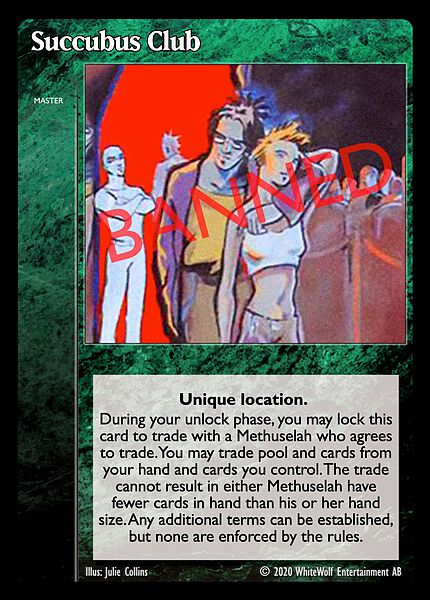 Succubus Club
MASTER
BANNED
Unique location.
During your unlock phase, you may lock this
card to trade with a Methuselah who agrees
to trade. You may trade pool and cards from
your hand and cards you control. The trade
cannot result in either Methuselah have
fewer cards in hand than his or her hand
size. Any additional terms can be established,
but none are enforced by the rules.
Illus: Julie Collins
© 2020 WhiteWolf Entertainment AB